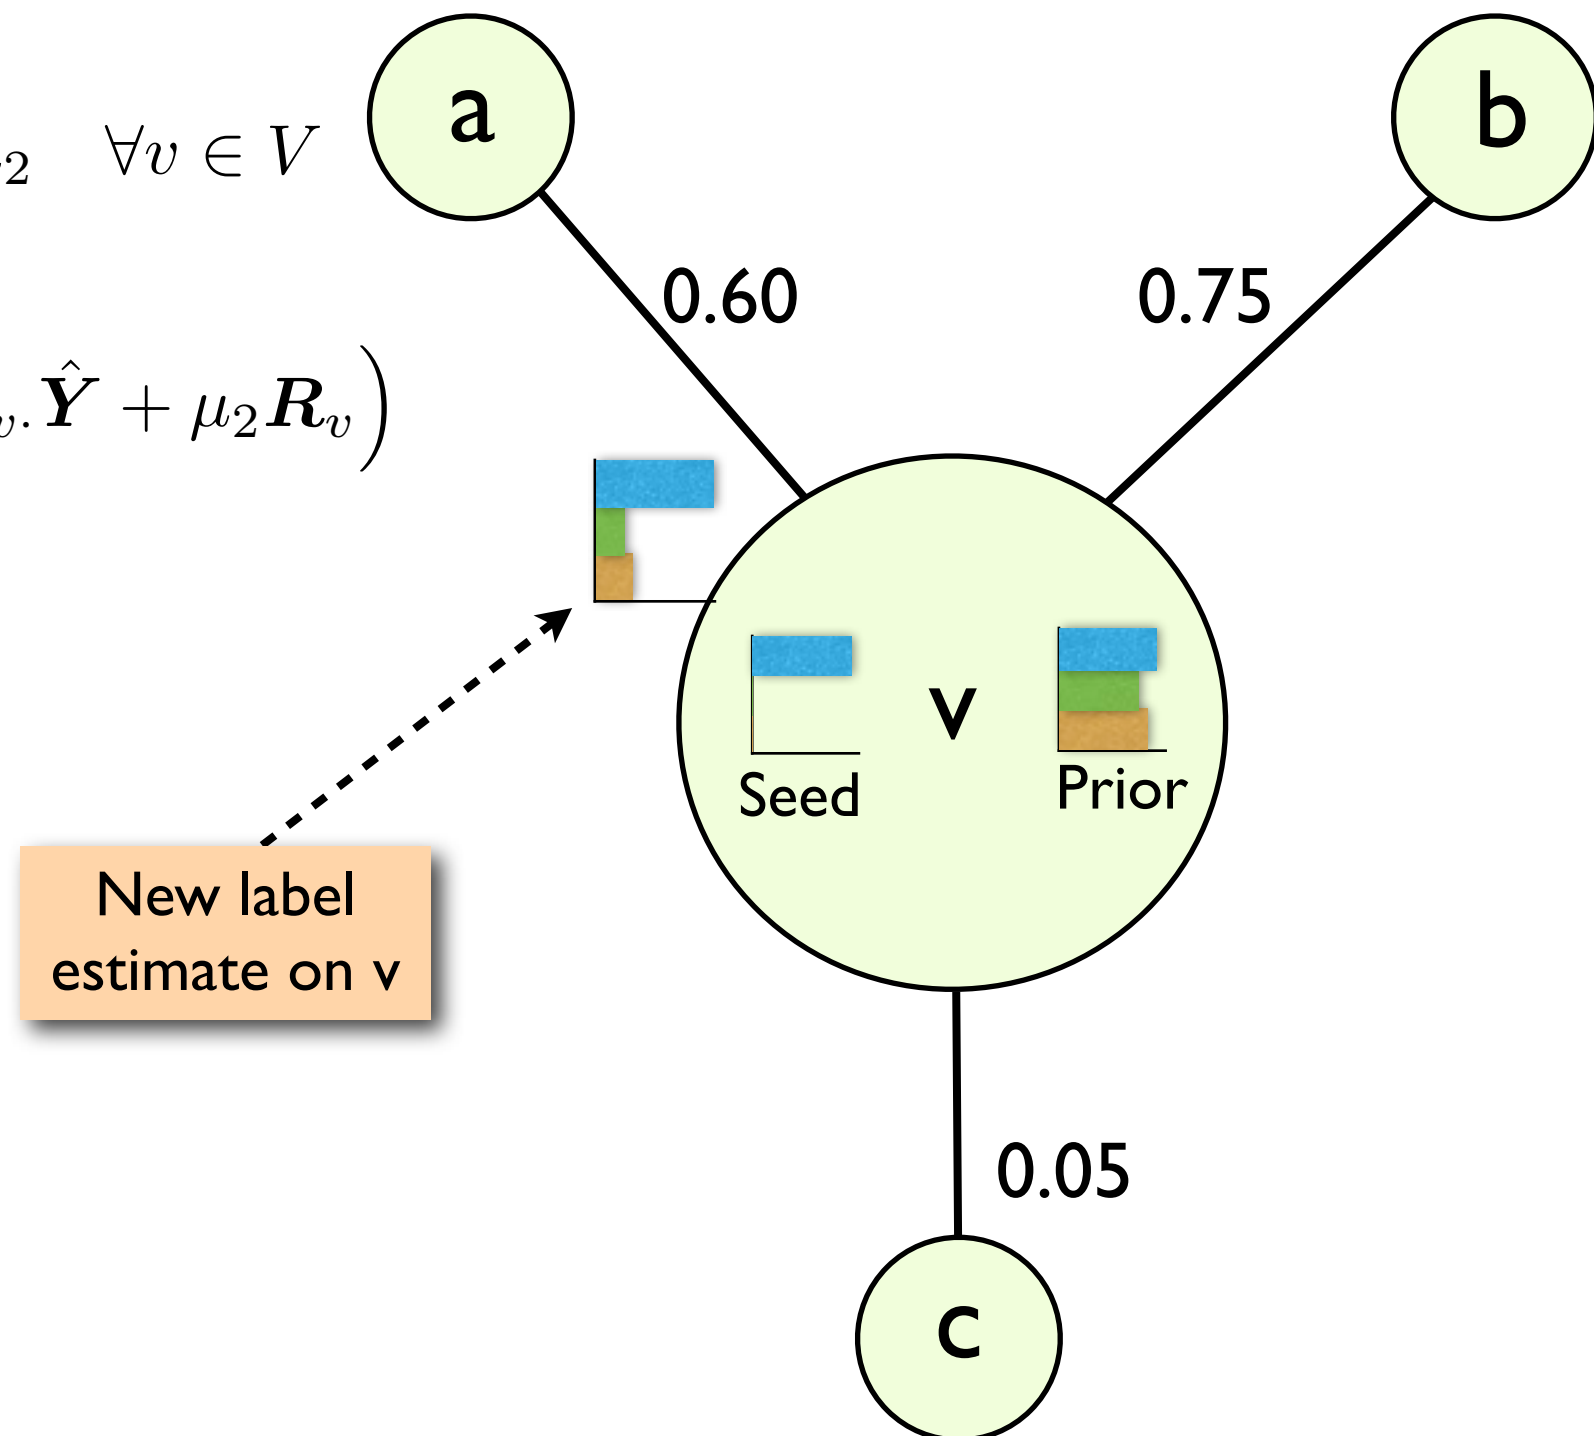 a
b
₂ ∀v ∈ V
0.60
0.75
ᵥ. Ŷ + μ₂Rᵥ)
v
Seed
Prior
New label
estimate on v
0.05
c